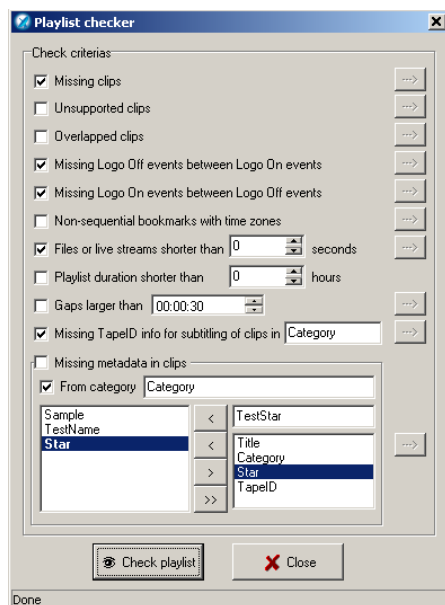 Playlist checker
Check criterias
Missing clips --->
Unsupported clips --->
Overlapped clips --->
Missing Logo Off events between Logo On events --->
Missing Logo On events between Logo Off events --->
Non-sequential bookmarks with time zones --->
Files or live streams shorter than 0 seconds --->
Playlist duration shorter than 0 hours
Gaps larger than 00:00:30 --->
Missing TapeID info for subtitling of clips in Category --->
Missing metadata in clips
From category Category
Sample
TestName
Star
<
<
>
>>
TestStar
Title
Category
Star
TapeID
--->
Check playlist
Close
Done